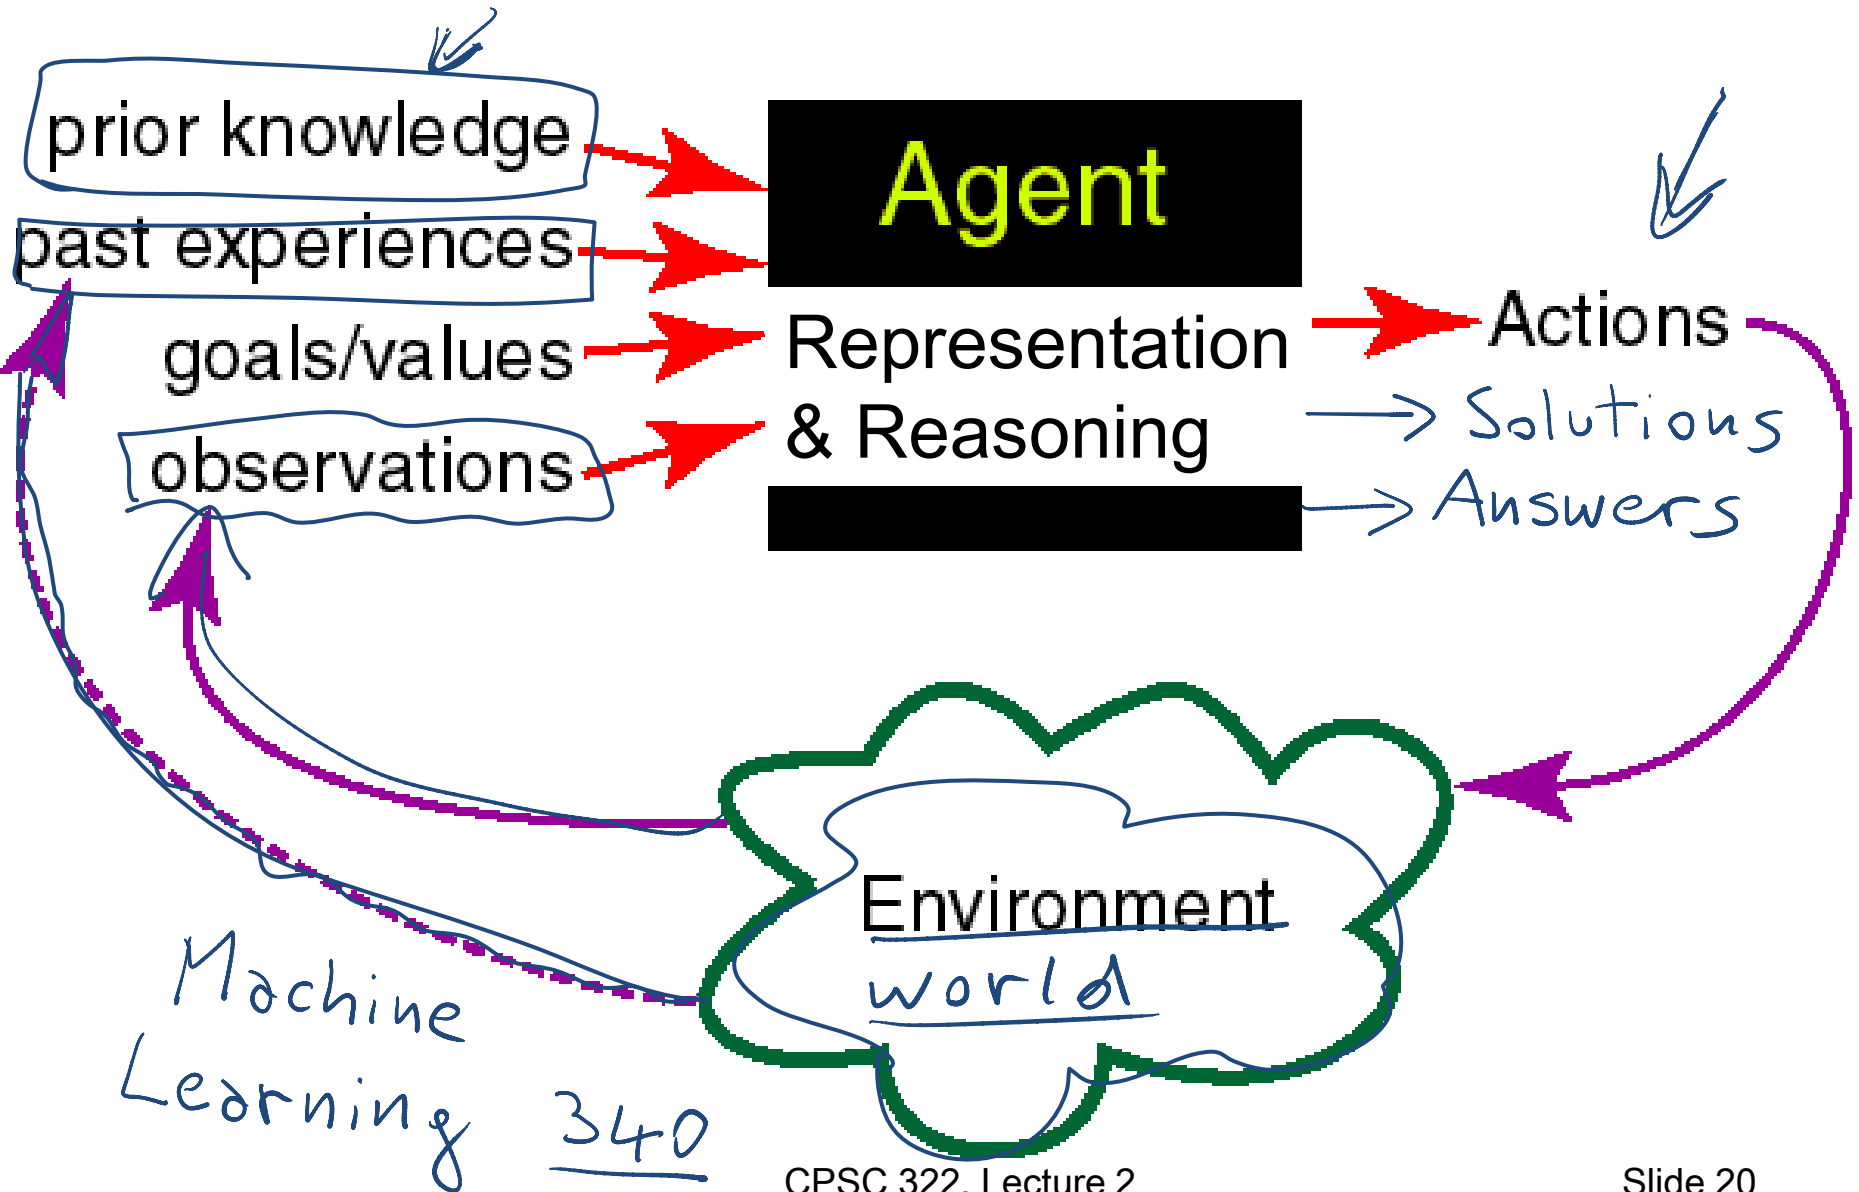 prior knowledge
past experiences
goals/values
observations
Agent
Representation
& Reasoning
Actions
Solutions
Answers
Environment
world
Machine
Learning 340
CPSC 322, Lecture 2
Slide 20